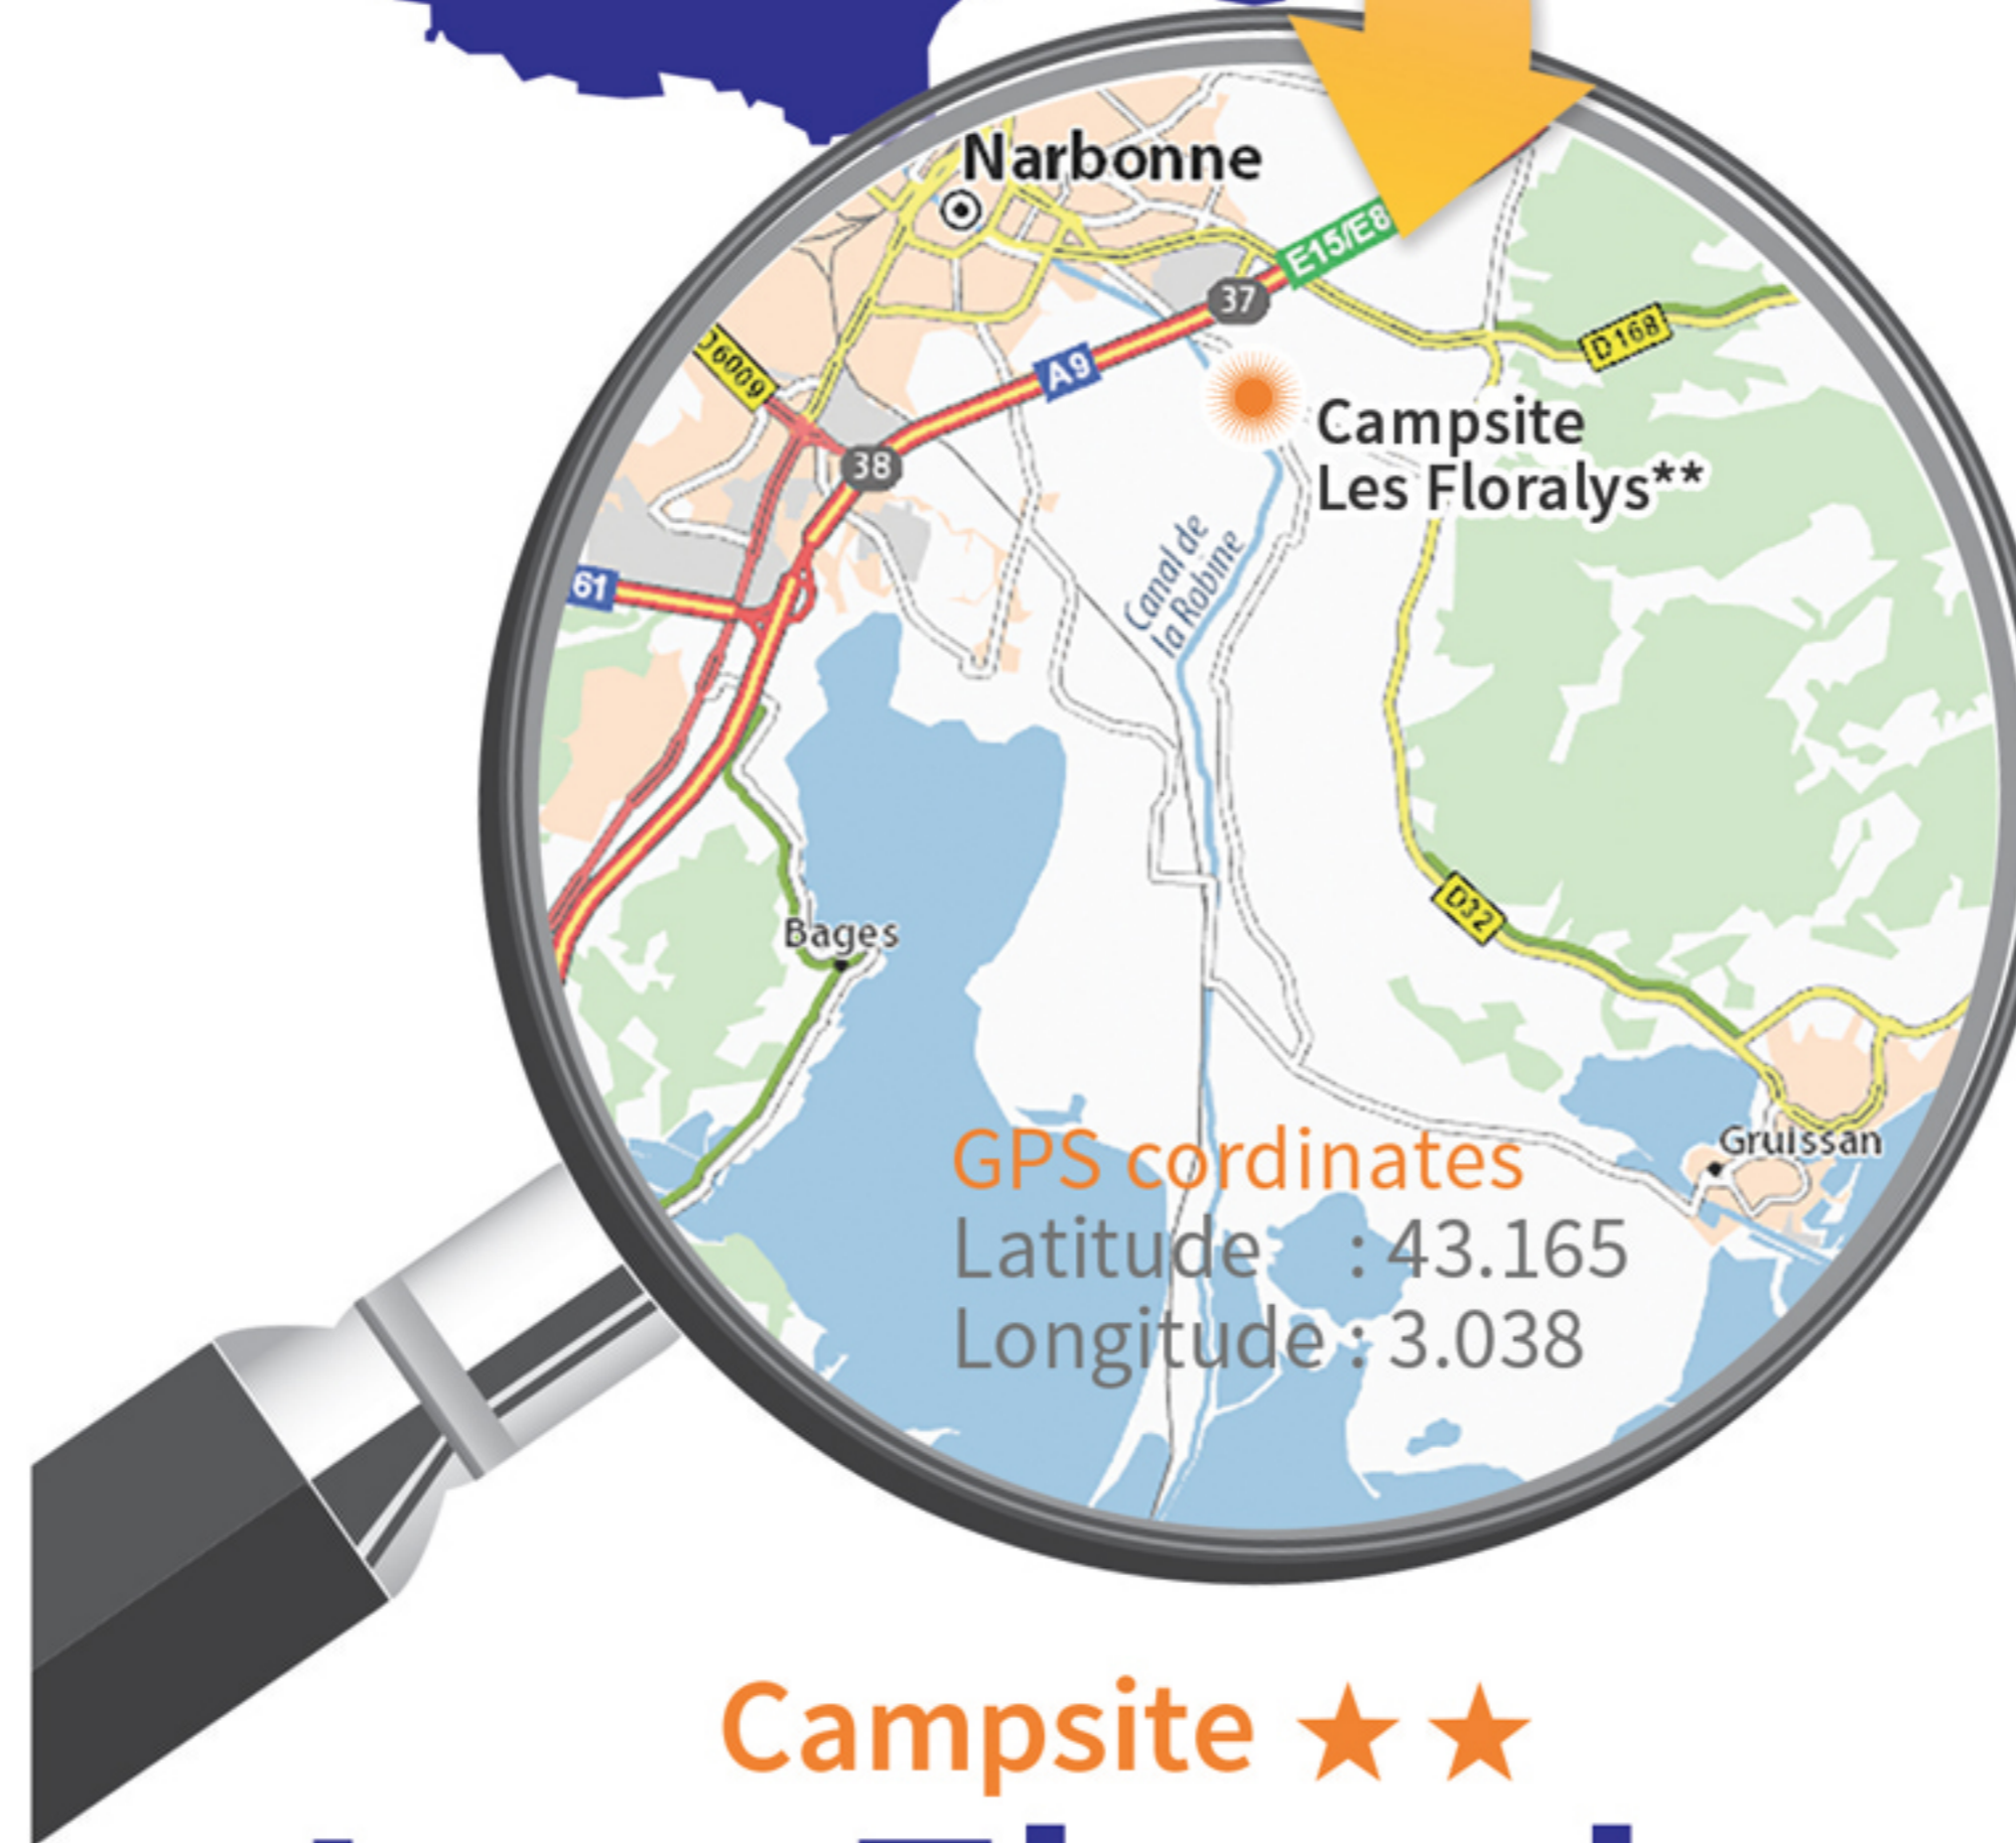 Narbonne
E15/E8
37
D168
A9
D6009
Campsite
Les Floralys**
38
Canal de
la Robine
61
Bages
D32
GPS cordinates
Gruissan
Latitude : 43.165
Longitude : 3.038
Campsite ★★